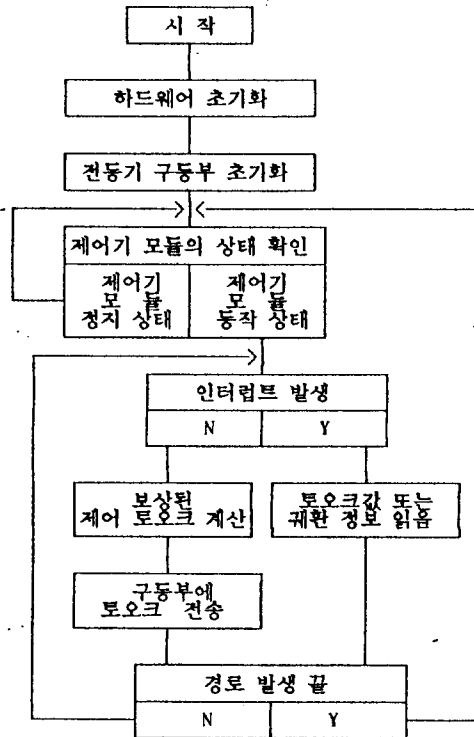 시 작
하드웨어 초기화
전동기 구동부 초기화
제어기 모듈의 상태 확인
제어기
모 듈
정지 상태
제어기
모 듈
동작 상태
인터럽트 발생
N
Y
보상된
제어 토오크 계산
토오크값 또는
궤환 정보 읽음
구동부에
토오크 전송
경로 발생 끝
N
Y